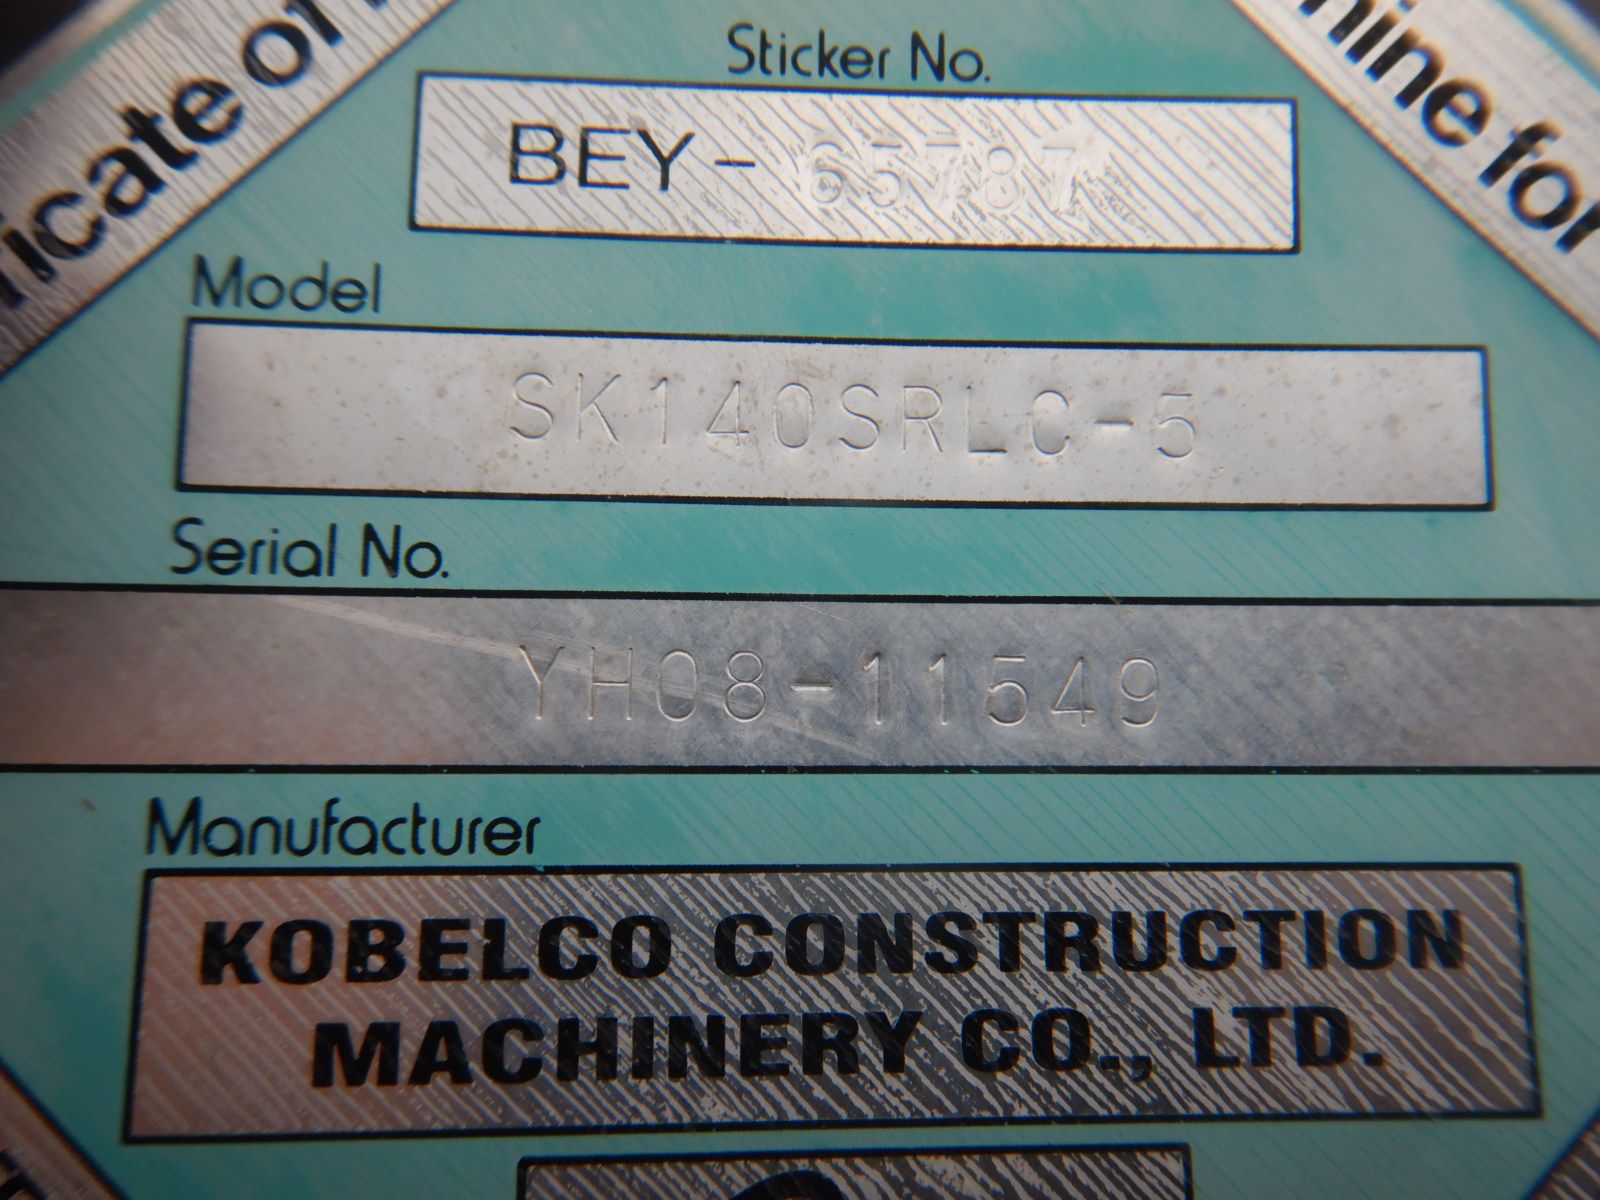 ficate of
hine for
Sticker No.
BEY- 65787
Model
SK140SRLC-5
Serial No.
YH08-11549
Manufacturer
KOBELCO CONSTRUCTION
MACHINERY CO., LTD.